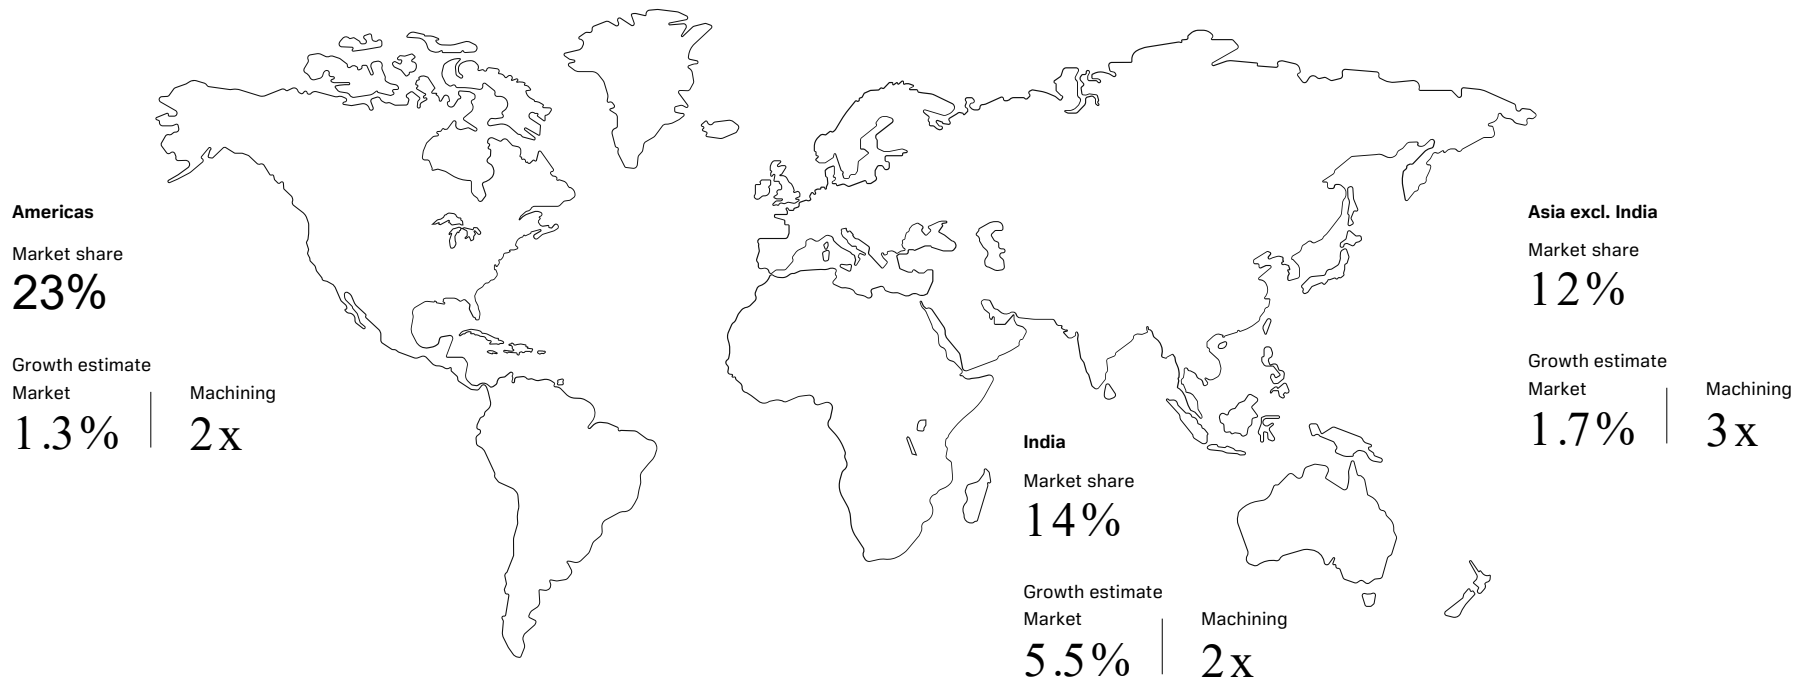 Americas
Market share
23%
Growth estimate
Market Machining
1.3% 2x
India
Market share
14%
Growth estimate
Market Machining
5.5% 2x
Asia excl. India
Market share
12%
Growth estimate
Market Machining
1.7% 3x